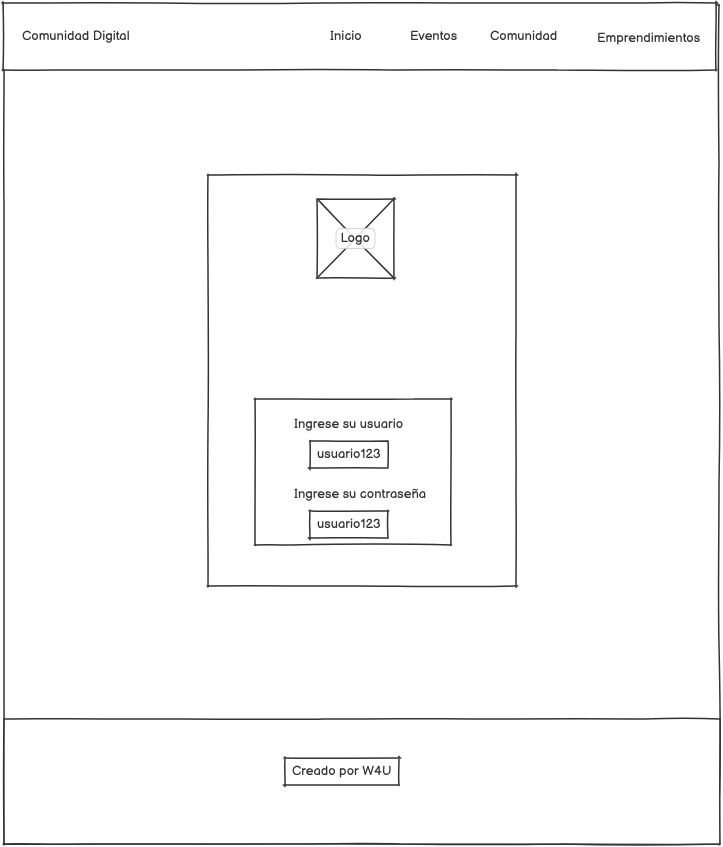 Comunidad Digital
Inicio
Eventos
Comunidad
Emprendimientos
Logo
Ingrese su usuario
usuario123
Ingrese su contraseña
usuario123
Creado por W4U